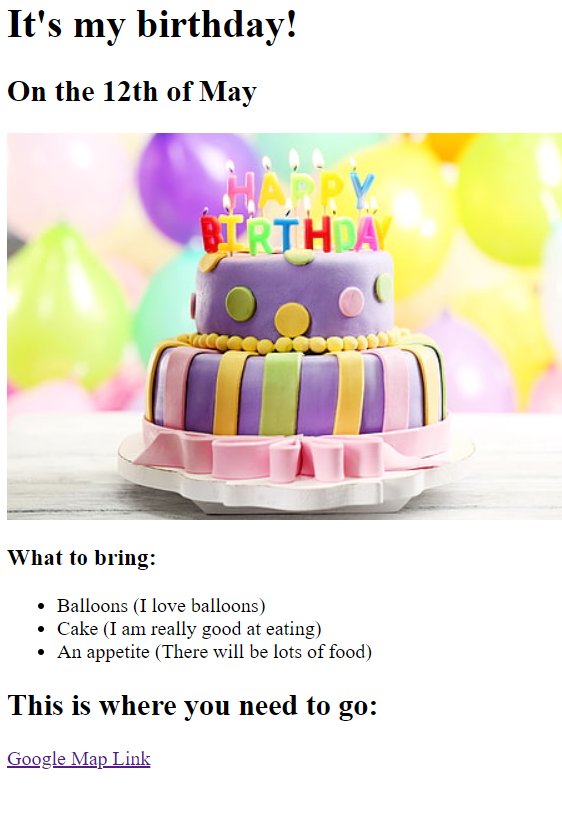 It's my birthday!
On the 12th of May
HAPPY
BIRTHDAY
What to bring:
Balloons (I love balloons)
Cake (I am really good at eating)
An appetite (There will be lots of food)
This is where you need to go:
Google Map Link